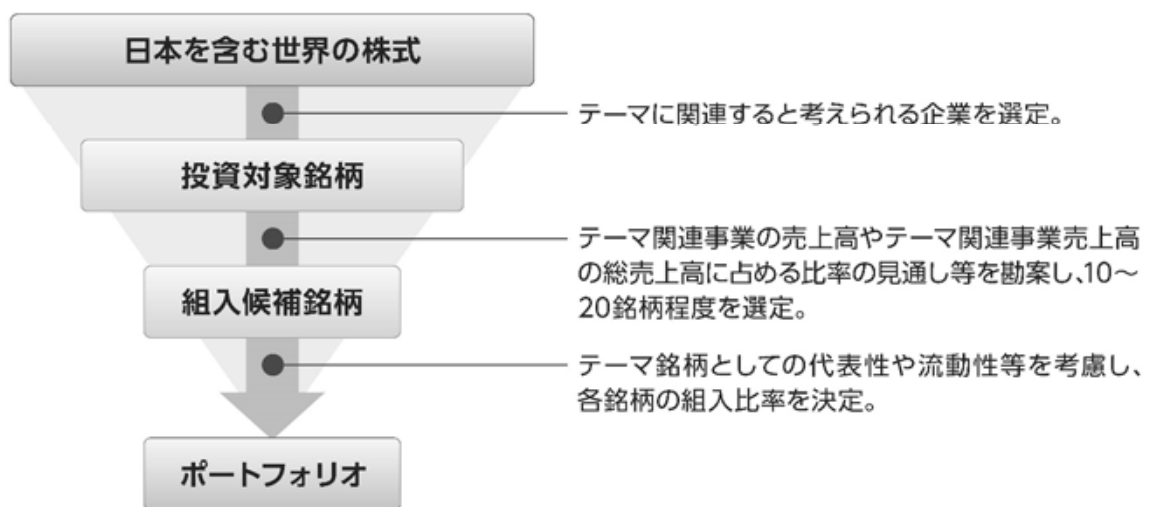 日本を含む世界の株式
テーマに関連すると考えられる企業を選定。
投資対象銘柄
テーマ関連事業の売上高やテーマ関連事業売上高
の総売上高に占める比率の見通し等を勘案し、10〜
20銘柄程度を選定。
組入候補銘柄
テーマ銘柄としての代表性や流動性等を考慮し、
各銘柄の組入比率を決定。
ポートフォリオ